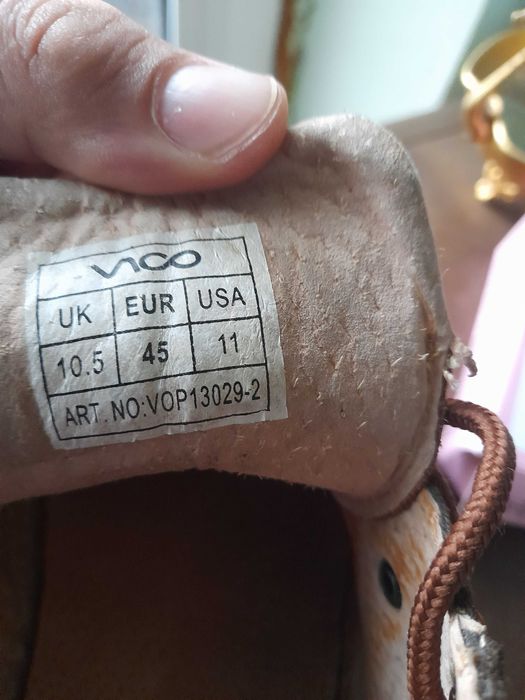 VICO
UK EUR USA
10.5 45 11
ART. NO:VOP13029-2